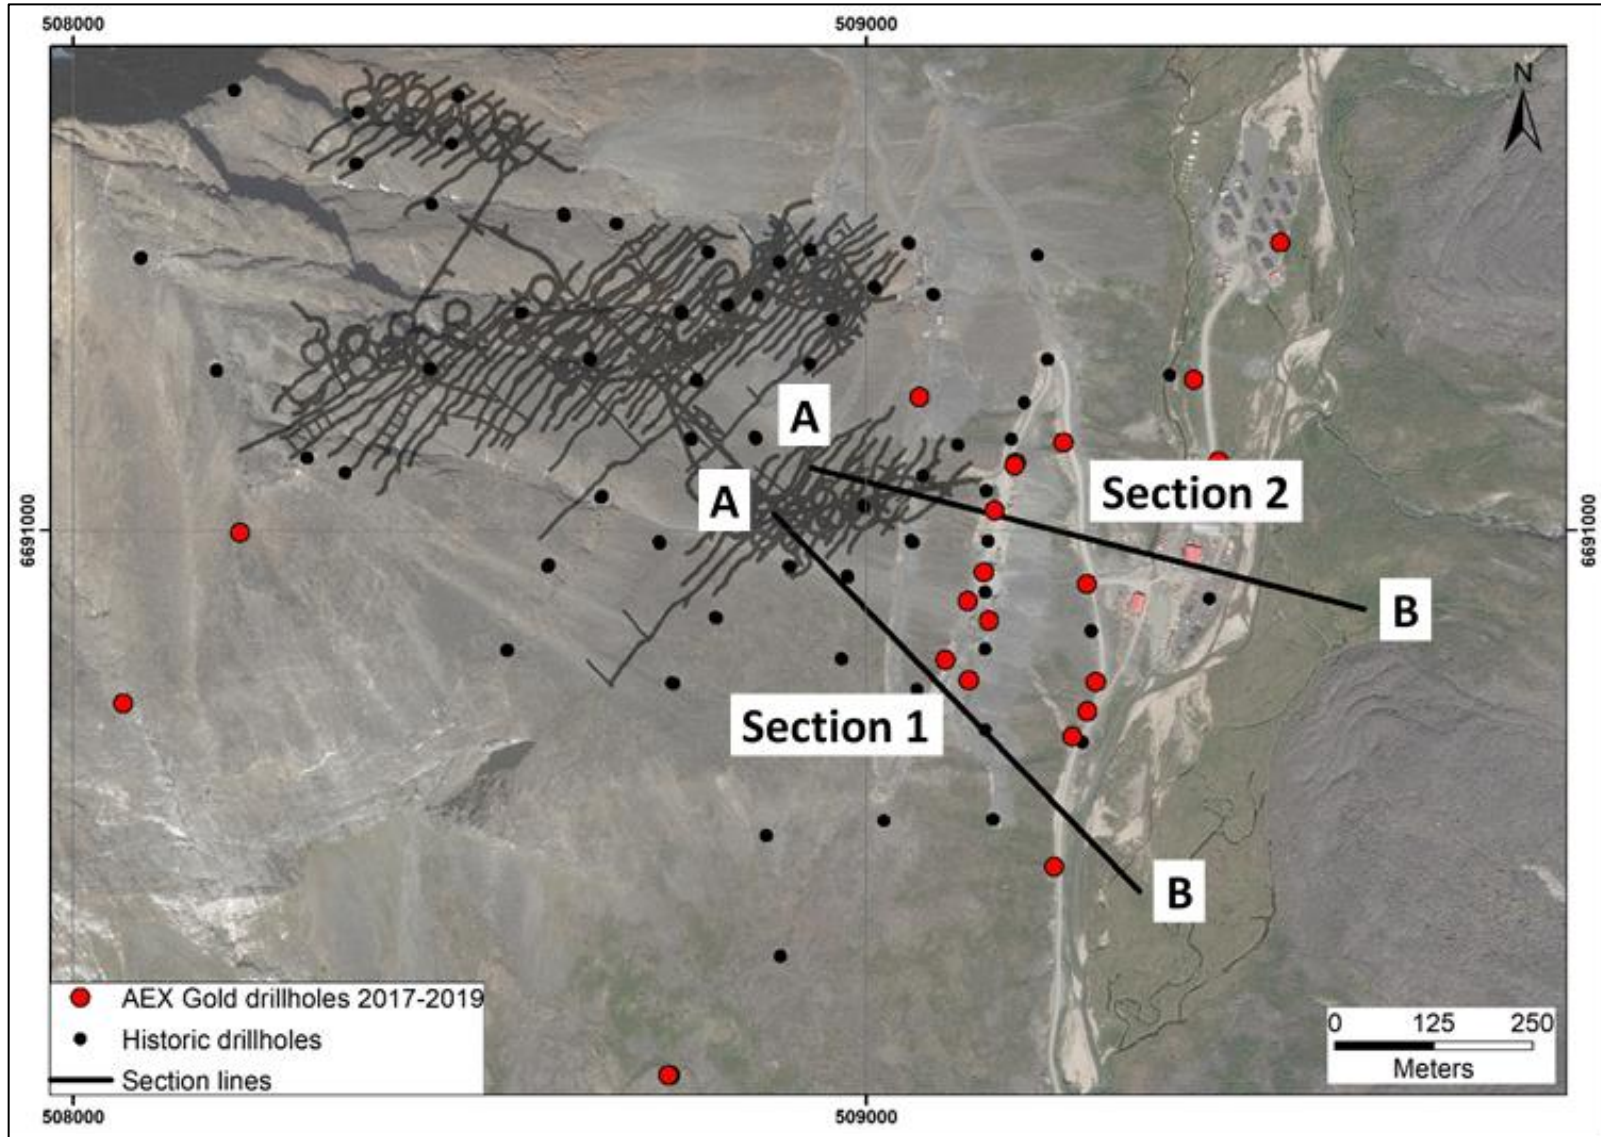 508000
509000
N
A
A
Section 2
6691000
6691000
B
Section 1
B
AEX Gold drillholes 2017-2019
Historic drillholes
Section lines
0
125
250
Meters
508000
509000